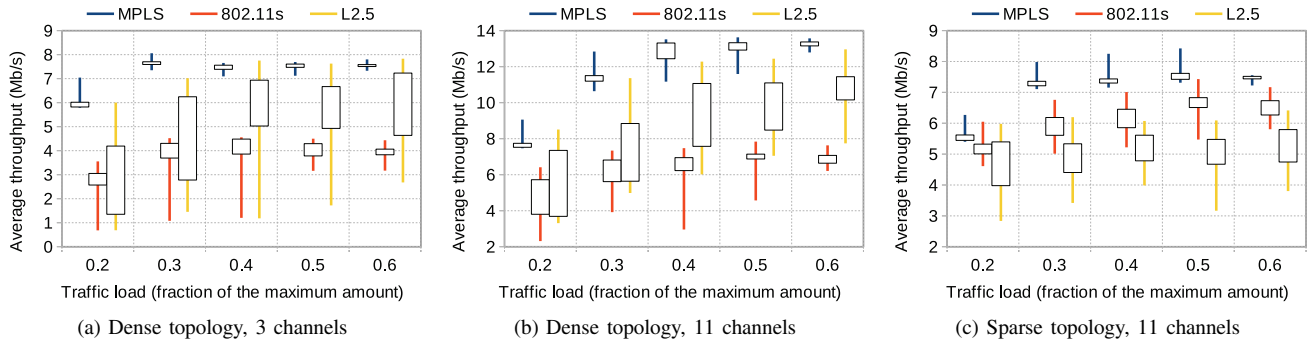 MPLS 802.11s L2.5
9
8
7
6
5
4
3
2
1
0
Average throughput (Mb/s)
0.2 0.3 0.4 0.5 0.6
Traffic load (fraction of the maximum amount)
(a) Dense topology, 3 channels
MPLS 802.11s L2.5
14
12
10
8
6
4
2
Average throughput (Mb/s)
0.2 0.3 0.4 0.5 0.6
Traffic load (fraction of the maximum amount)
(b) Dense topology, 11 channels
MPLS 802.11s L2.5
9
8
7
6
5
4
3
2
Average throughput (Mb/s)
0.2 0.3 0.4 0.5 0.6
Traffic load (fraction of the maximum amount)
(c) Sparse topology, 11 channels